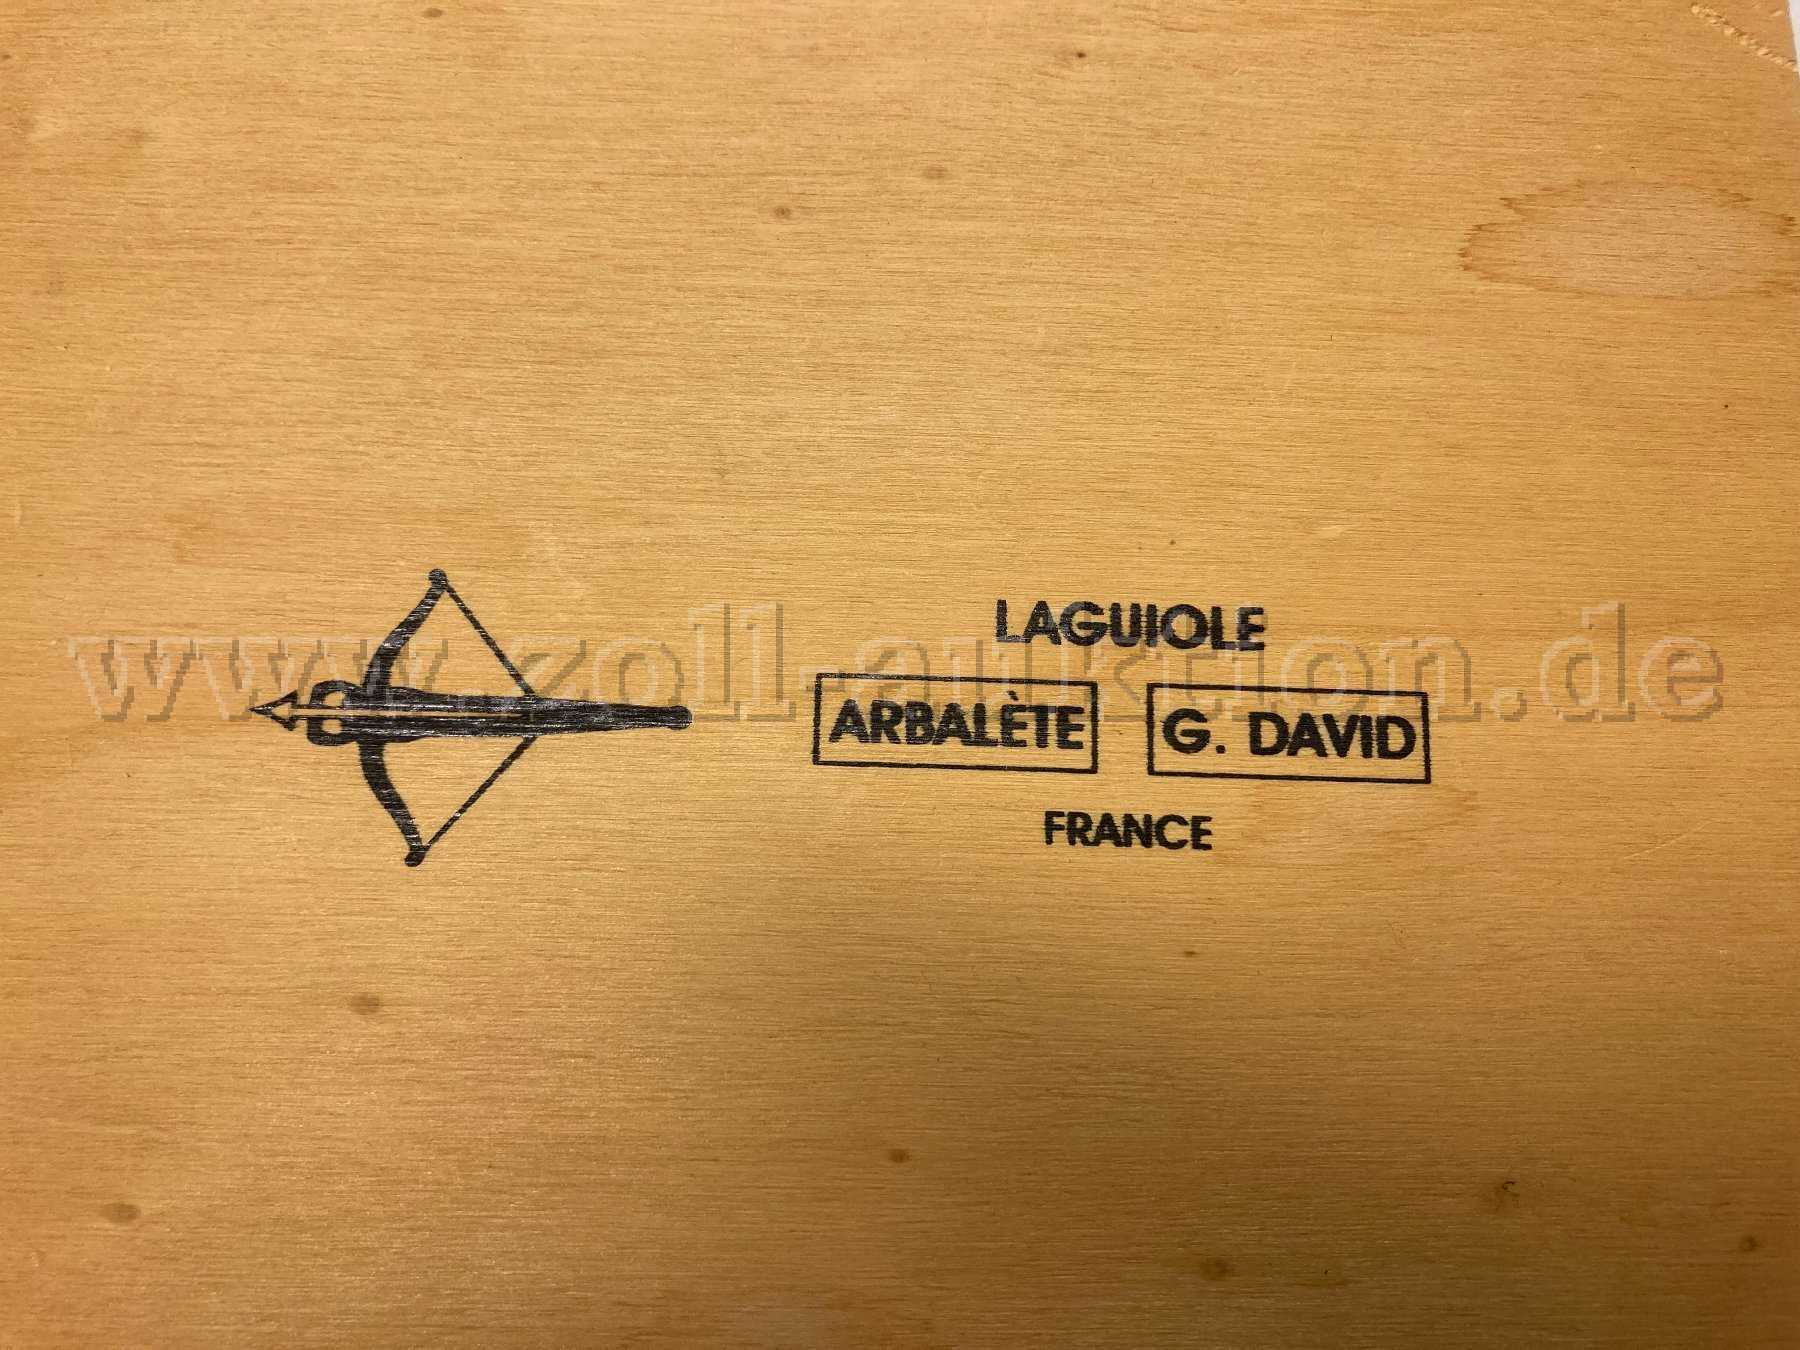 LAGUIOLE
ARBALÈTE G. DAVID
FRANCE
www.zoll-auktion.de